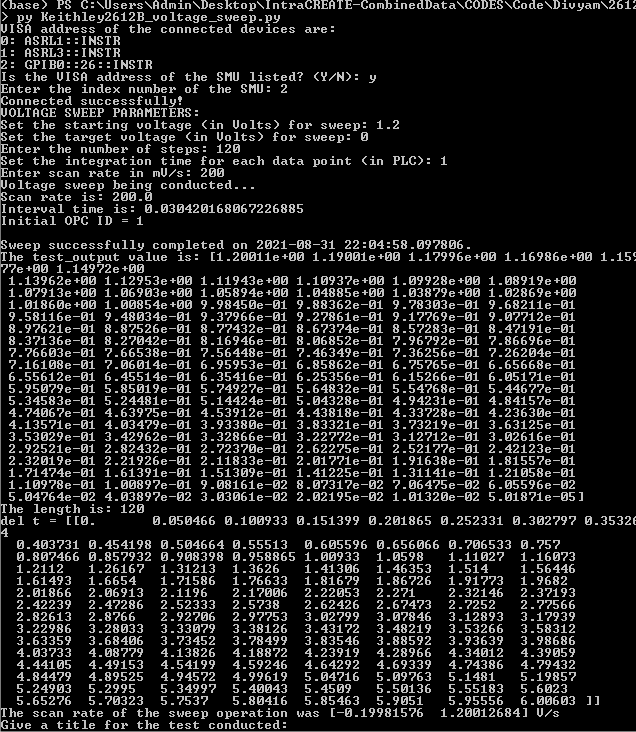 (base) PS C:\Users\Admin\Desktop\IntraCREATE-CombinedData\CODES\Code\Divyam\2612
> py Keithley2612B_voltage_sweep.py
VISA address of the connected devices are:
0: ASRL1::INSTR
1: ASRL3::INSTR
2: GPIB0::26::INSTR
Is the VISA address of the SMU listed? (Y/N): y
Enter the index number of the SMU: 2
Connected successfully!
VOLTAGE SWEEP PARAMETERS:
Set the starting voltage (in Volts) for sweep: 1.2
Set the target voltage (in Volts) for sweep: 0
Enter the number of steps: 120
Set the integration time for each data point (in PLC): 1
Enter scan rate in mV/s: 200
Voltage sweep being conducted...
Scan rate is: 200.0
Interval time is: 0.030420168067226885
Initial OPC ID = 1

Sweep successfully completed on 2021-08-31 22:04:58.097806.
The test_output value is: [1.20011e+00 1.19001e+00 1.17996e+00 1.16986e+00 1.159
77e+00 1.14972e+00
1.13962e+00 1.12953e+00 1.11943e+00 1.10937e+00 1.09928e+00 1.08919e+00
1.07913e+00 1.06903e+00 1.05894e+00 1.04885e+00 1.03879e+00 1.02869e+00
1.01860e+00 1.00854e+00 9.98450e-01 9.88362e-01 9.78303e-01 9.68211e-01
9.58116e-01 9.48034e-01 9.37966e-01 9.27861e-01 9.17769e-01 9.07712e-01
8.97621e-01 8.87526e-01 8.77432e-01 8.67374e-01 8.57283e-01 8.47191e-01
8.37136e-01 8.27042e-01 8.16946e-01 8.06852e-01 7.96792e-01 7.86696e-01
7.76603e-01 7.66538e-01 7.56448e-01 7.46349e-01 7.36256e-01 7.26204e-01
7.16108e-01 7.06014e-01 6.95953e-01 6.85862e-01 6.75765e-01 6.65668e-01
6.55612e-01 6.45514e-01 6.35416e-01 6.25356e-01 6.15266e-01 6.05171e-01
5.95079e-01 5.85019e-01 5.74927e-01 5.64832e-01 5.54768e-01 5.44677e-01
5.34583e-01 5.24481e-01 5.14424e-01 5.04328e-01 4.94231e-01 4.84157e-01
4.74067e-01 4.63975e-01 4.53912e-01 4.43818e-01 4.33728e-01 4.23630e-01
4.13571e-01 4.03479e-01 3.93380e-01 3.83321e-01 3.73219e-01 3.63125e-01
3.53029e-01 3.42962e-01 3.32866e-01 3.22772e-01 3.12712e-01 3.02616e-01
2.92521e-01 2.82432e-01 2.72370e-01 2.62275e-01 2.52177e-01 2.42123e-01
2.32019e-01 2.21926e-01 2.11833e-01 2.01771e-01 1.91638e-01 1.81557e-01
1.71474e-01 1.61391e-01 1.51309e-01 1.41225e-01 1.31141e-01 1.21058e-01
1.10978e-01 1.00897e-01 9.08161e-02 8.07317e-02 7.06475e-02 6.05596e-02
5.04764e-02 4.03897e-02 3.03061e-02 2.02195e-02 1.01320e-02 5.01871e-05]
The length is: 120
del t = [[0. 0.050466 0.100933 0.151399 0.201865 0.252331 0.302797 0.35326
4
0.403731 0.454198 0.504664 0.55513 0.605596 0.656066 0.706533 0.757
0.807466 0.857932 0.908398 0.958865 1.00933 1.0598 1.11027 1.16073
1.2112 1.26167 1.31213 1.3626 1.41306 1.46353 1.514 1.56446
1.61493 1.6654 1.71586 1.76633 1.81679 1.86726 1.91773 1.9682
2.01866 2.06913 2.1196 2.17006 2.22053 2.271 2.32146 2.37193
2.42239 2.47286 2.52333 2.5738 2.62426 2.67473 2.7252 2.77566
2.82613 2.8766 2.92706 2.97753 3.02799 3.07846 3.12893 3.17939
3.22986 3.28033 3.33079 3.38126 3.43172 3.48219 3.53266 3.58312
3.63359 3.68406 3.73452 3.78499 3.83546 3.88592 3.93639 3.98686
4.03733 4.08779 4.13826 4.18872 4.23919 4.28966 4.34012 4.39059
4.44105 4.49153 4.54199 4.59246 4.64292 4.69339 4.74386 4.79432
4.84479 4.89525 4.94572 4.99619 5.04716 5.09763 5.1481 5.19857
5.24903 5.2995 5.34997 5.40043 5.4509 5.50136 5.55183 5.6023
5.65276 5.70323 5.7537 5.80416 5.85463 5.9051 5.95556 6.00603 ]]
The scan rate of the sweep operation was [-0.19981576 1.20012684] V/s
Give a title for the test conducted: